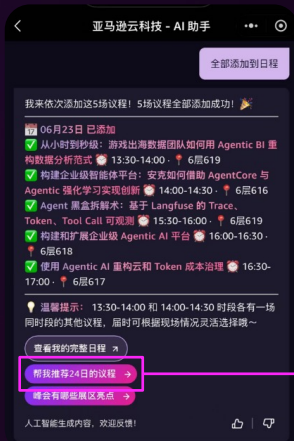 亚马逊云科技 - AI 助手
全部添加到日程
我来依次添加这5场议程！5场议程全部添加成功！🎉
📅 06月23日 已添加
✅ 从小时到秒级：游戏出海数据团队如何用 Agentic BI 重
构数据分析范式 ⏰ 13:30-14:00 · 📍 6层619
✅ 构建企业级智能体平台：安克如何借助 AgentCore 与
Agentic 强化学习实现创新 ⏰ 14:00-14:30 · 📍 6层616
✅ Agent 黑盒拆解术：基于 Langfuse 的 Trace、
Token、Tool Call 可观测 ⏰ 15:30-16:00 · 📍 6层619
✅ 构建和扩展企业级 Agentic AI 平台 ⏰ 16:00-16:30 ·
📍 6层618
✅ 使用 Agentic AI 重构云和 Token 成本治理 ⏰ 16:30-
17:00 · 📍 6层617
💡 温馨提示： 13:30-14:00 和 14:00-14:30 时段各有一场
同时段的其他议程，届时可根据现场情况灵活选择哦～
查看我的完整日程 ↗
帮我推荐24日的议程 →
峰会有哪些展区亮点 →
人工智能生成内容，欢迎反馈！